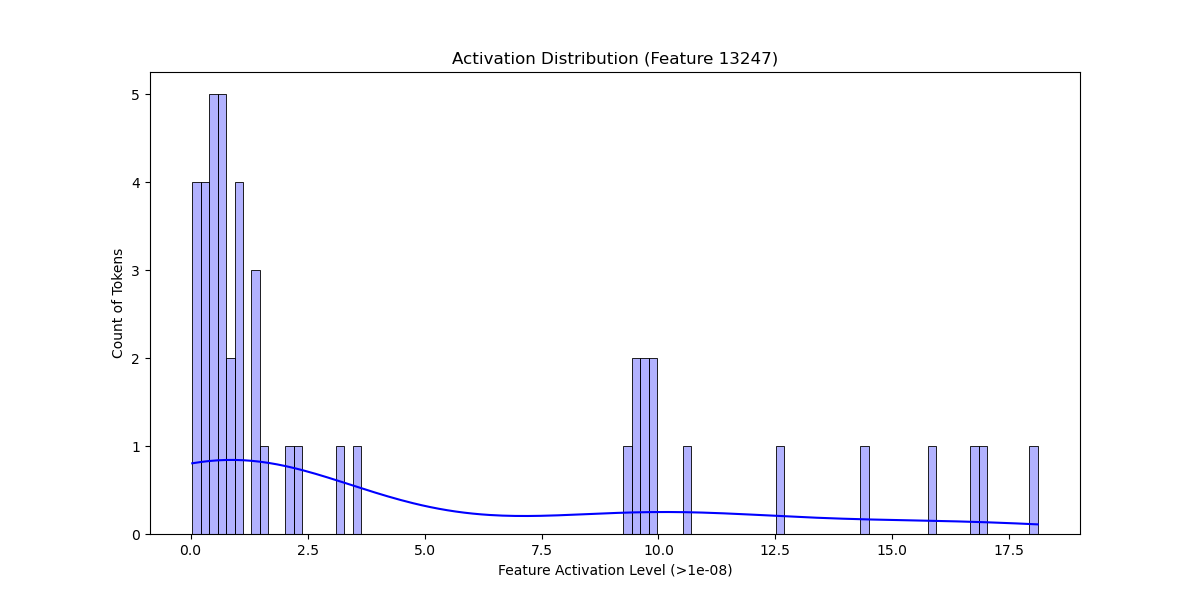 Activation Distribution (Feature 13247)
Count of Tokens
5
4
3
2
1
0
0.0 2.5 5.0 7.5 10.0 12.5 15.0 17.5
Feature Activation Level (>1e-08)